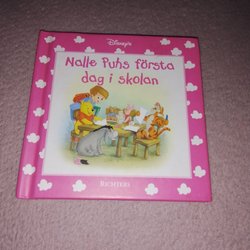 Disney's
Nalle Puhs första
dag i skolan
RICHTERS